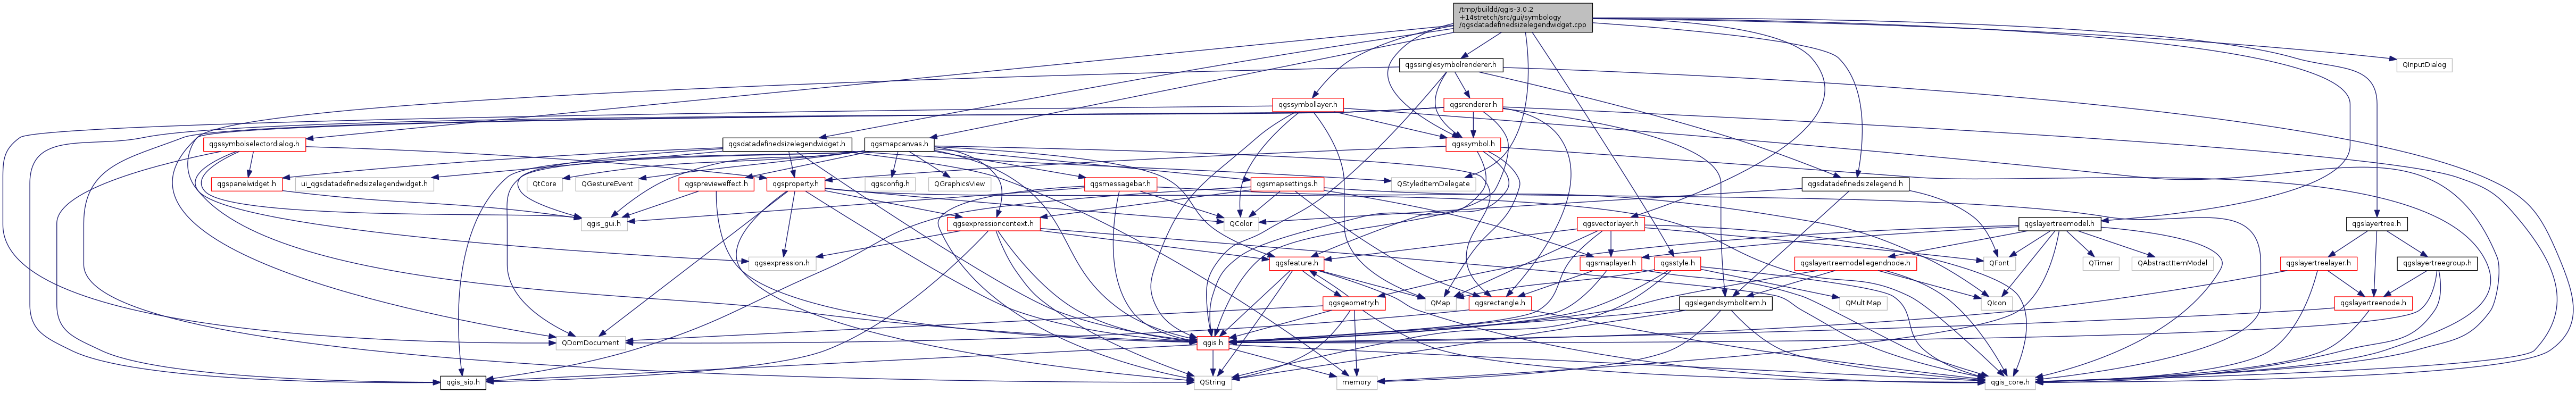 /tmp/buildd/qgis-3.0.2
+14stretch/src/gui/symbology
/qgsdatadefinedsizelegendwidget.cpp
qgssinglesymbolrenderer.h
QInputDialog
qgssymbollayer.h
qgsrenderer.h
qgssymbolselectordialog.h
qgsdatadefinedsizelegendwidget.h
qgsmapcanvas.h
qgssymbol.h
qgspanelwidget.h
ui_qgsdatadefinedsizelegendwidget.h
QtCore
QGestureEvent
qgsprevieweffect.h
qgsproperty.h
qgsconfig.h
QGraphicsView
qgsmessagebar.h
qgsmapsettings.h
QStyledItemDelegate
qgsdatadefinedsizelegend.h
qgis_gui.h
qgsexpressioncontext.h
QColor
qgsvectorlayer.h
qgslayertreemodel.h
qgslayertree.h
qgsexpression.h
qgsfeature.h
qgsmaplayer.h
qgsstyle.h
qgslayertreemodellegendnode.h
QFont
QTimer
QAbstractItemModel
qgslayertreelayer.h
qgslayertreegroup.h
qgsgeometry.h
QMap
qgsrectangle.h
qgslegendsymbolitem.h
QMultiMap
QIcon
qgslayertreenode.h
QDomDocument
qgis.h
qgis_sip.h
QString
memory
qgis_core.h